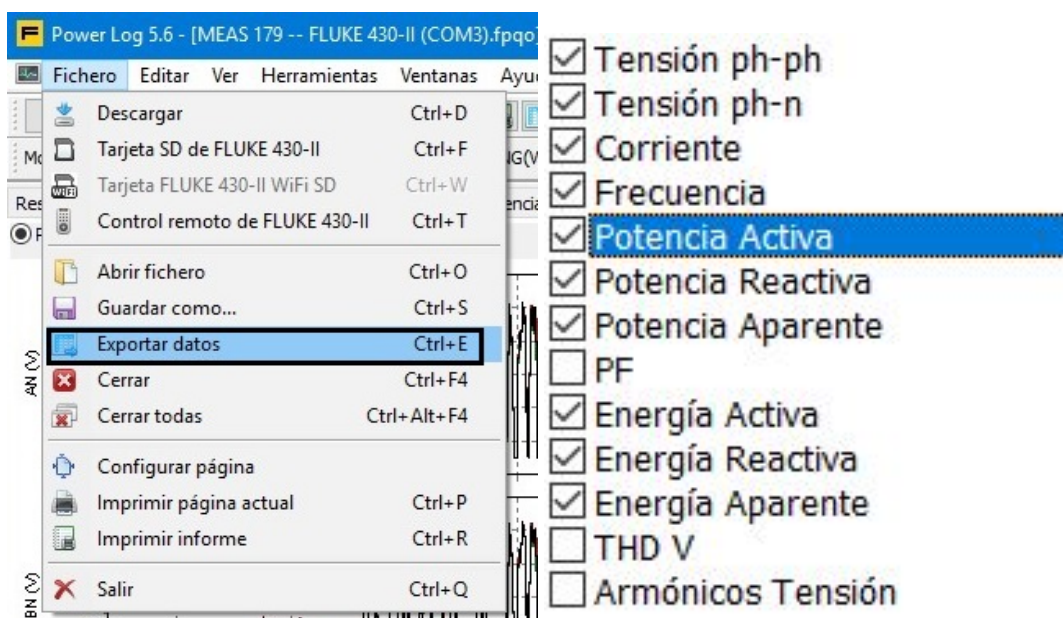 Power Log 5.6 - [MEAS 179 -- FLUKE 430-II (COM3).fpqo]
Fichero Editar Ver Herramientas Ventanas
Descargar Ctrl+D
Tarjeta SD de FLUKE 430-II Ctrl+F
Tarjeta FLUKE 430-II WiFi SD Ctrl+W
Control remoto de FLUKE 430-II Ctrl+T
Abrir fichero Ctrl+O
Guardar como... Ctrl+S
Exportar datos Ctrl+E
Cerrar Ctrl+F4
Cerrar todas Ctrl+Alt+F4
Configurar página
Imprimir página actual Ctrl+P
Imprimir informe Ctrl+R
Salir Ctrl+Q
AN (V)
BN (V)
Tensión ph-ph
Tensión ph-n
Corriente
Frecuencia
Potencia Activa
Potencia Reactiva
Potencia Aparente
PF
Energía Activa
Energía Reactiva
Energía Aparente
THD V
Armónicos Tensión